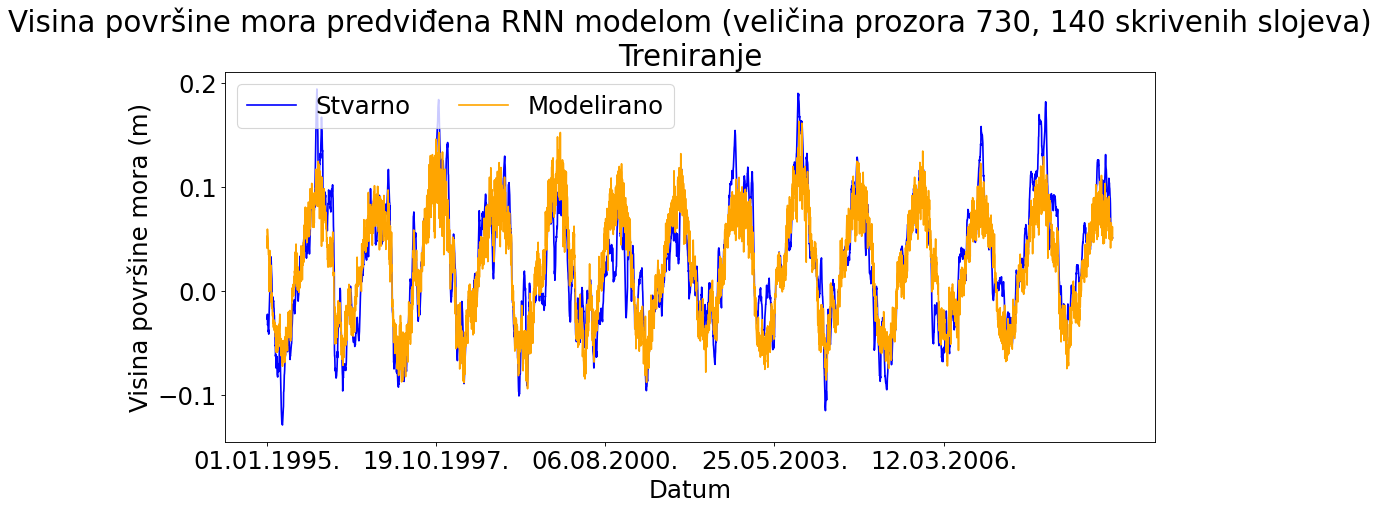 Visina površine mora predviđena RNN modelom (veličina prozora 730, 140 skrivenih slojeva)
Treniranje
Stvarno
Modelirano
Visina površine mora (m)
0.2
0.1
0.0
−0.1
01.01.1995.
19.10.1997.
06.08.2000.
25.05.2003.
12.03.2006.
Datum